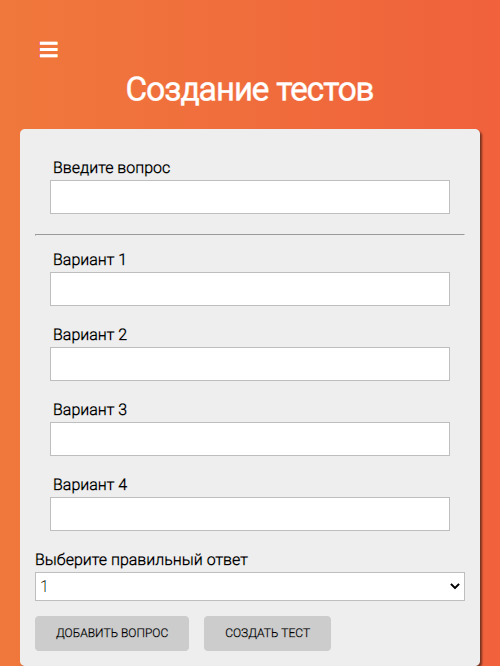 Создание тестов
Введите вопрос
Вариант 1
Вариант 2
Вариант 3
Вариант 4
Выберите правильный ответ
1
ДОБАВИТЬ ВОПРОС СОЗДАТЬ ТЕСТ